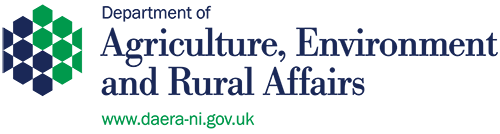 Department of
Agriculture, Environment
and Rural Affairs
www.daera-ni.gov.uk